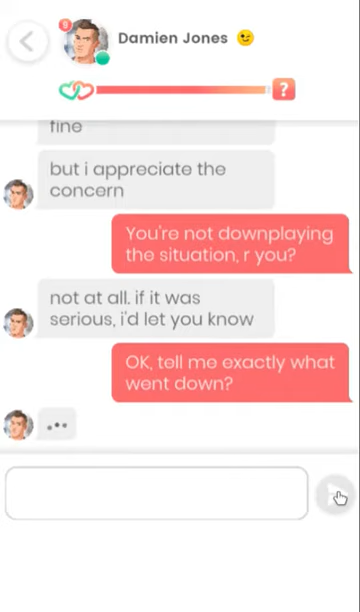 9
Damien Jones 😉
?
fine
but i appreciate the
concern
You're not downplaying
the situation, r you?
not at all. if it was
serious, i'd let you know
OK, tell me exactly what
went down?